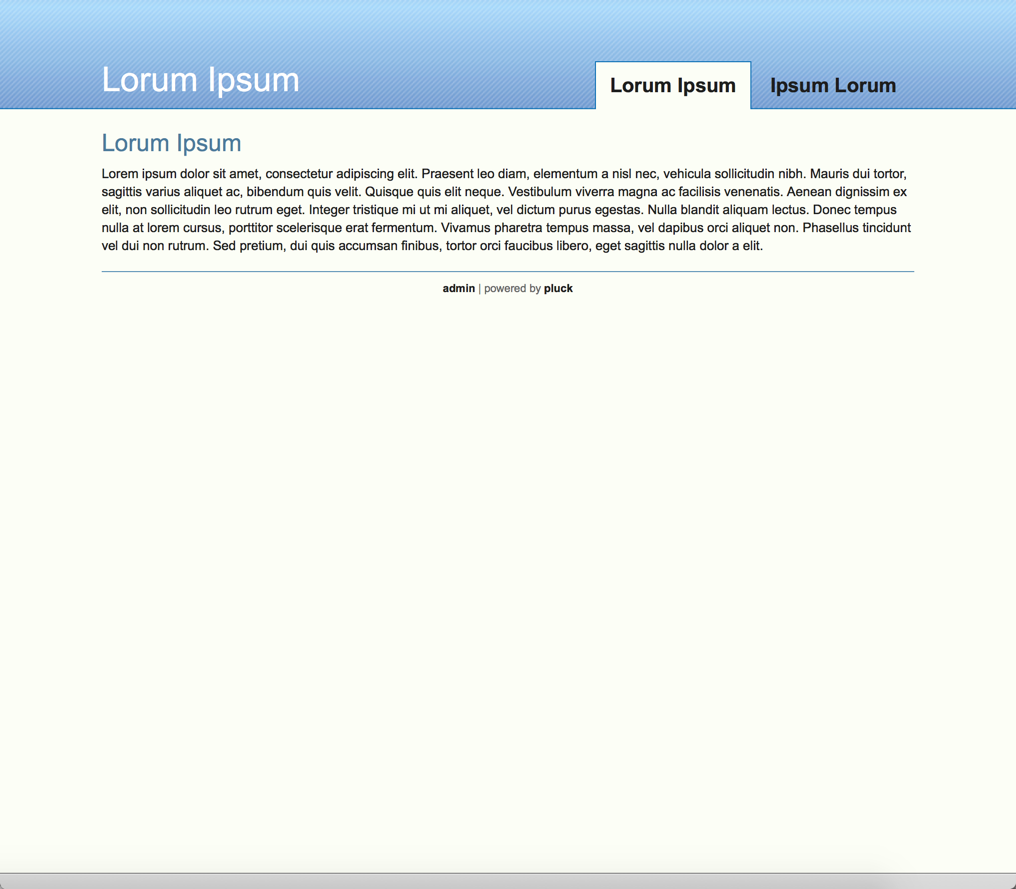 Lorum Ipsum
Lorum Ipsum
Ipsum Lorum
Lorum Ipsum
Lorem ipsum dolor sit amet, consectetur adipiscing elit. Praesent leo diam, elementum a nisl nec, vehicula sollicitudin nibh. Mauris dui tortor,
sagittis varius aliquet ac, bibendum quis velit. Quisque quis elit neque. Vestibulum viverra magna ac facilisis venenatis. Aenean dignissim ex
elit, non sollicitudin leo rutrum eget. Integer tristique mi ut mi aliquet, vel dictum purus egestas. Nulla blandit aliquam lectus. Donec tempus
nulla at lorem cursus, porttitor scelerisque erat fermentum. Vivamus pharetra tempus massa, vel dapibus orci aliquet non. Phasellus tincidunt
vel dui non rutrum. Sed pretium, dui quis accumsan finibus, tortor orci faucibus libero, eget sagittis nulla dolor a elit.
admin | powered by pluck